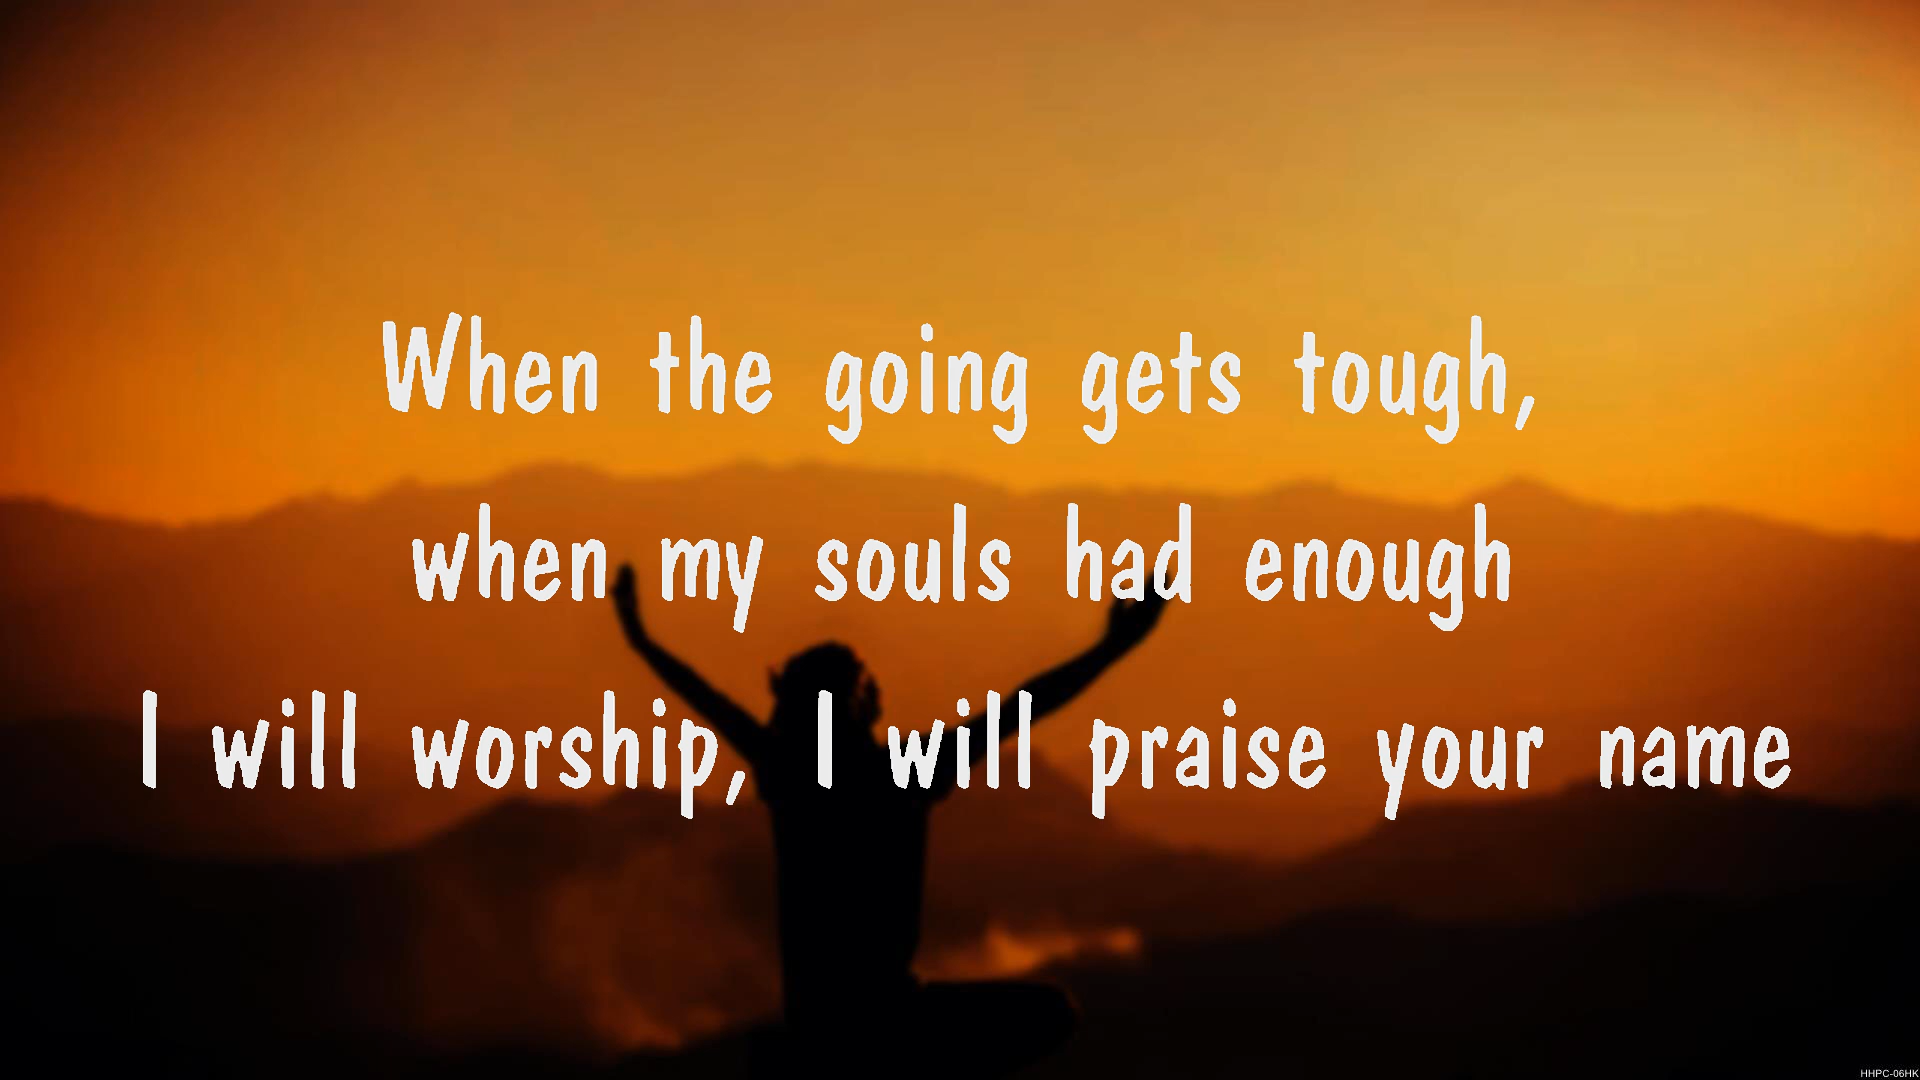 When the going gets tough,
when my souls had enough
I will worship, I will praise your name
HHPC-06HK